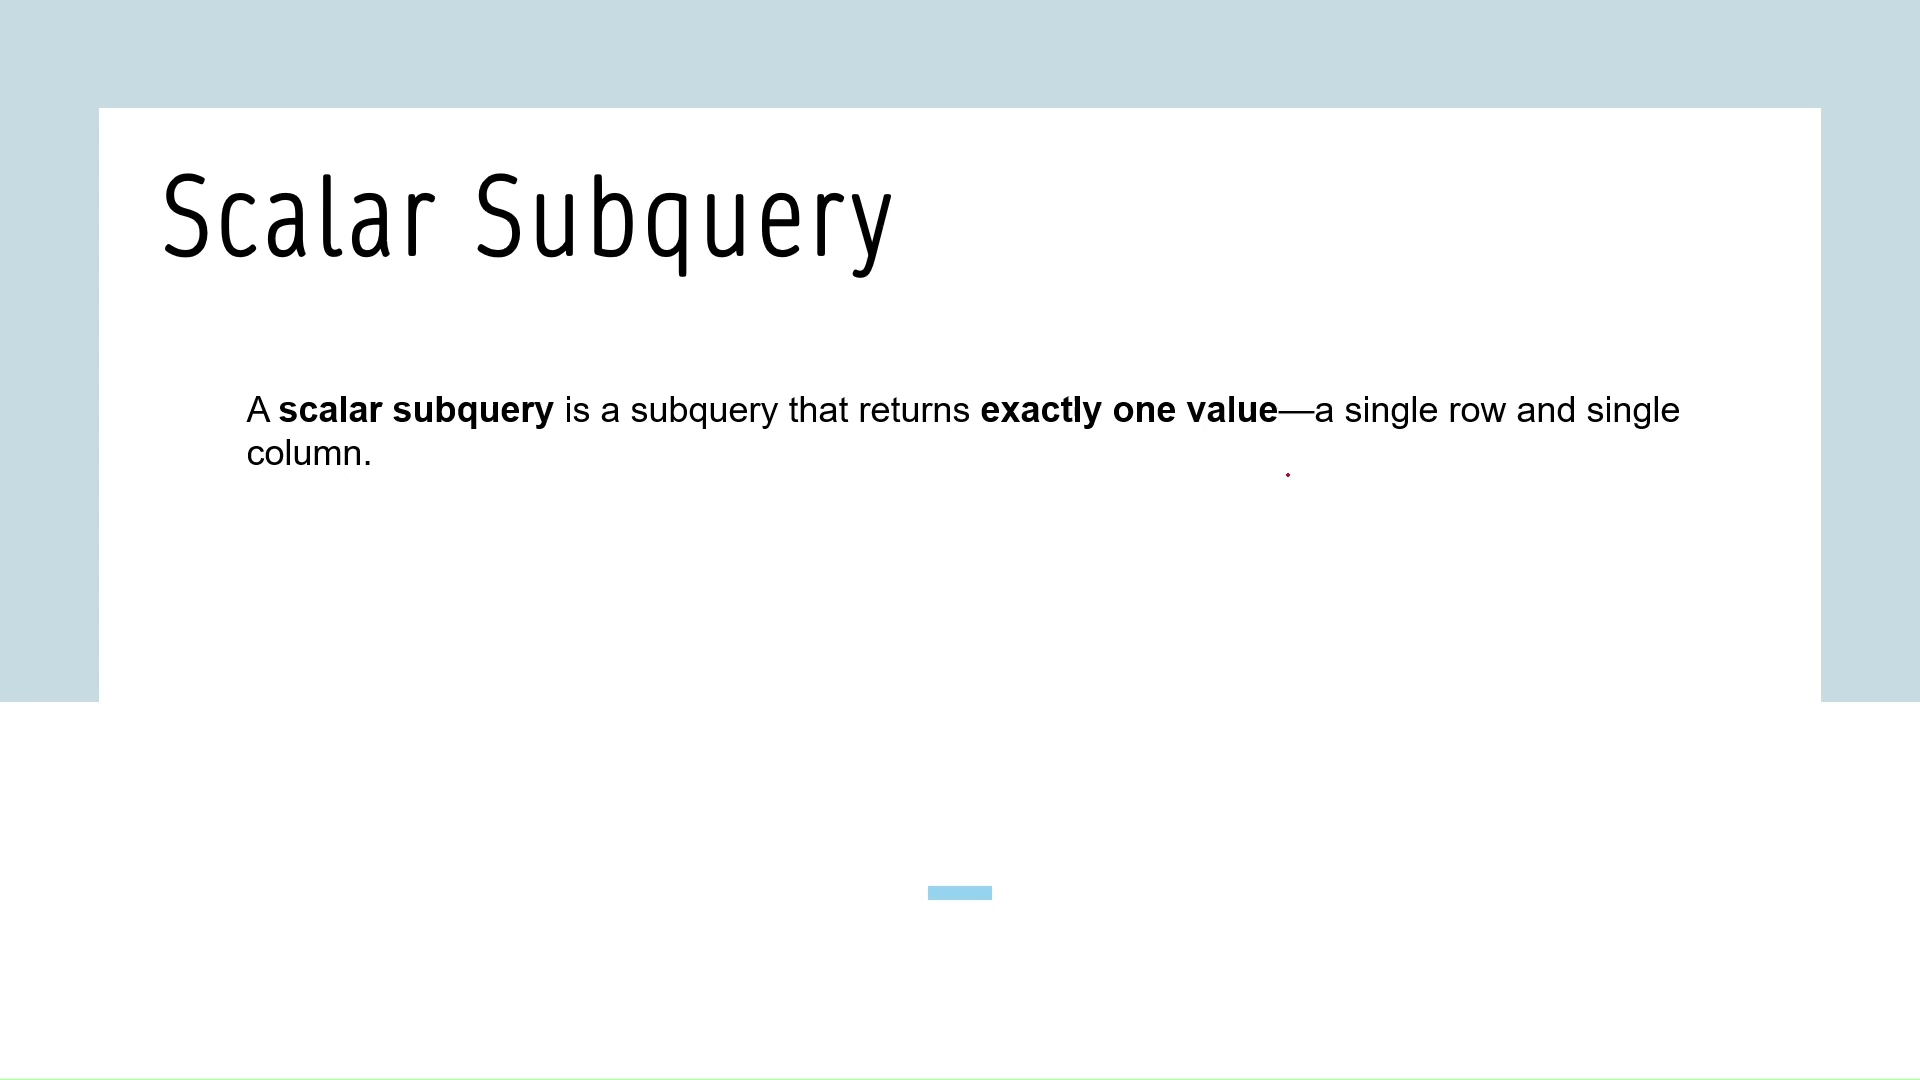 Scalar Subquery
A scalar subquery is a subquery that returns exactly one value—a single row and single
column.